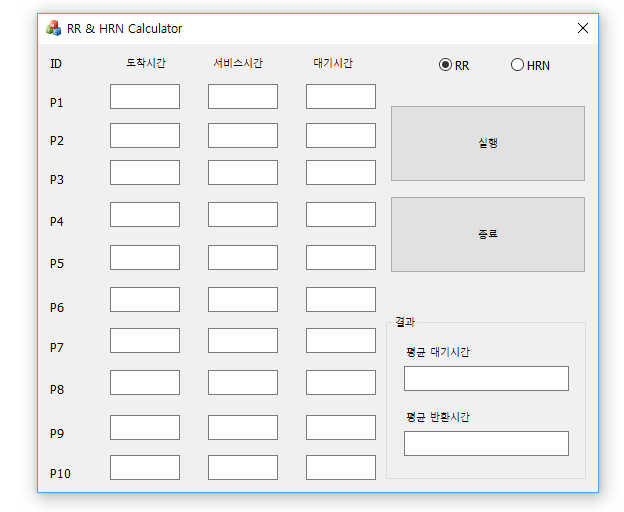 RR & HRN Calculator
ID 도착시간 서비스시간 대기시간
RR HRN
P1
P2
실행
P3
P4
종료
P5
P6
결과
P7
평균 대기시간
P8
평균 반환시간
P9
P10